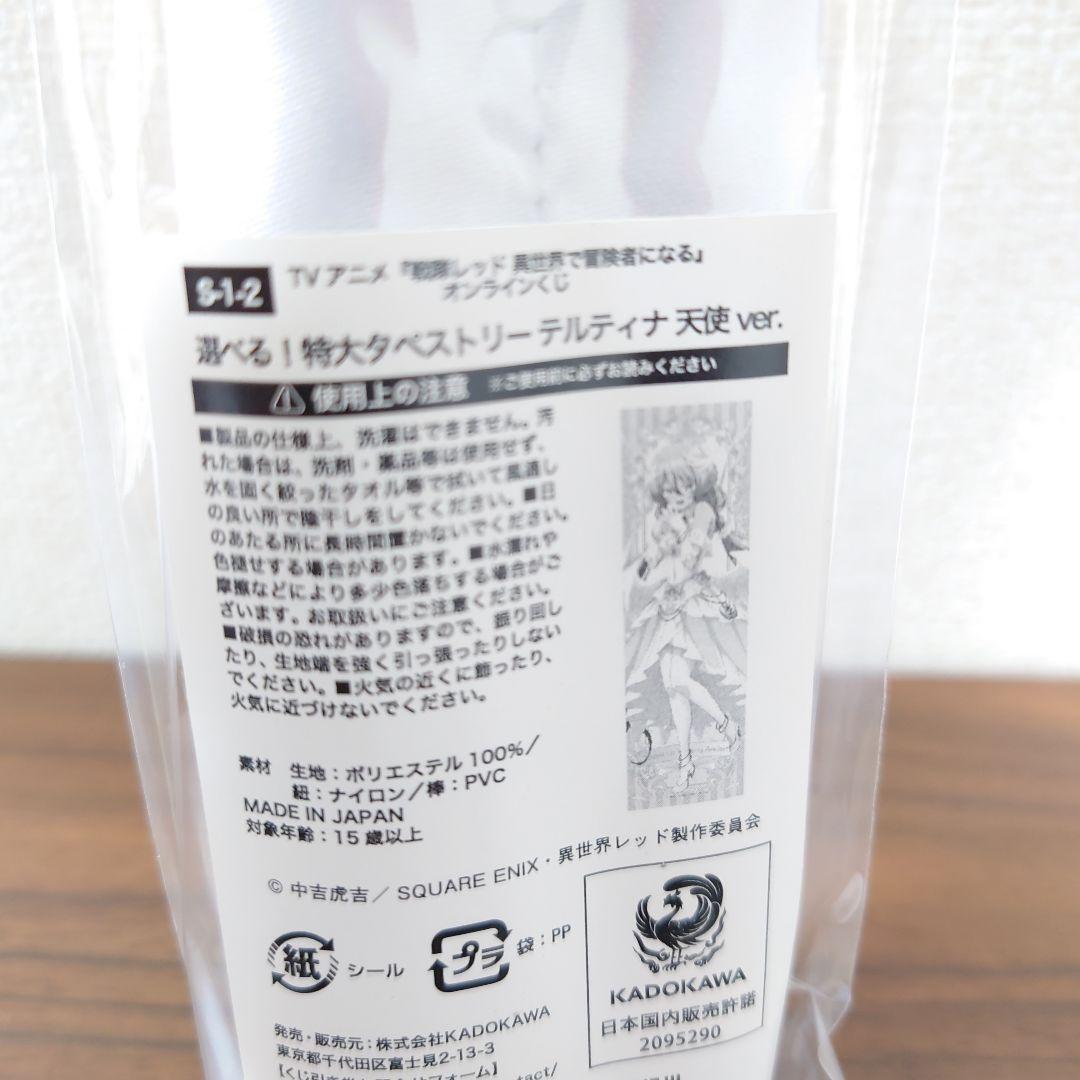 S-1-2
TVアニメ『戦隊レッド 異世界で冒険者になる』
オンラインくじ
選べる！特大タペストリー テルティナ 天使 ver.
⚠ 使用上の注意 ※ご使用前に必ずお読みください
■製品の仕様上、洗濯はできません。汚
れた場合は、洗剤・薬品等は使用せず、
水を固く絞ったタオル等で拭いて風通し
の良い所で陰干しをしてください。■日
のあたる所に長時間置かないでください。
色褪せする場合があります。■水濡れや
摩擦などにより多少色落ちする場合がご
ざいます。お取扱いにご注意ください。
■破損の恐れがありますので、振り回し
たり、生地端を強く引っ張ったりしない
でください。■火気の近くに飾ったり、
火気に近づけないでください。
素材 生地：ポリエステル 100%／
紐：ナイロン／棒：PVC
MADE IN JAPAN
対象年齢：15歳以上
© 中吉虎吉／ SQUARE ENIX・異世界レッド製作委員会
紙 シール
プラ 袋：PP
KADOKAWA
日本国内販売許諾
2095290
発売・販売元：株式会社KADOKAWA
東京都千代田区富士見2-13-3